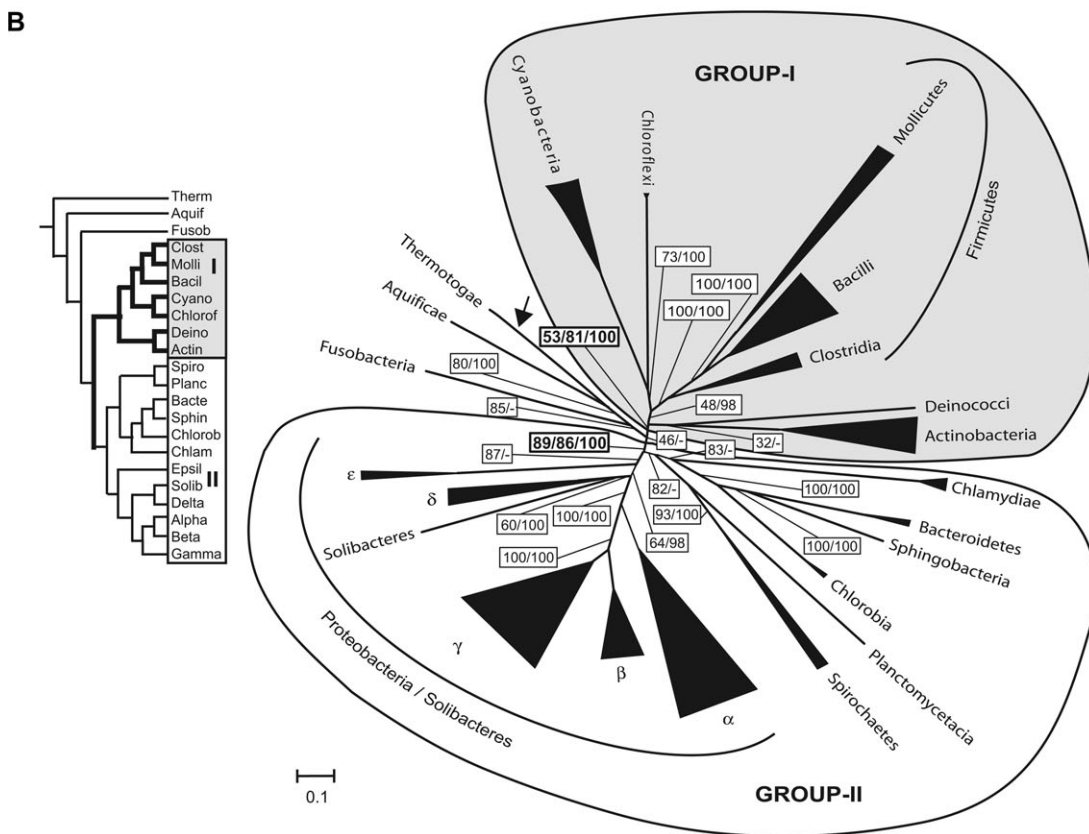 B
GROUP-I
Cyanobacteria
Chloroflexi
Mollicutes
Firmicutes
Bacilli
Clostridia
73/100
100/100
100/100
Thermotogae
Aquificae
Fusobacteria
53/81/100
80/100
85/-
48/98
Deinococci
Actinobacteria
89/86/100
46/-
83/-
32/-
87/-
ε
δ
Solibacteres
60/100
100/100
100/100
82/-
93/100
64/98
100/100
100/100
Chlamydiae
Bacteroidetes
Sphingobacteria
Chlorobia
Planctomycetacia
Spirochaetes
γ
β
α
Proteobacteria / Solibacteres
GROUP-II
0.1
Therm
Aquif
Fusob
Clost
Molli I
Bacil
Cyano
Chlorof
Deino
Actin
Spiro
Planc
Bacte
Sphin
Chlorob
Chlam
Epsil
Solib II
Delta
Alpha
Beta
Gamma